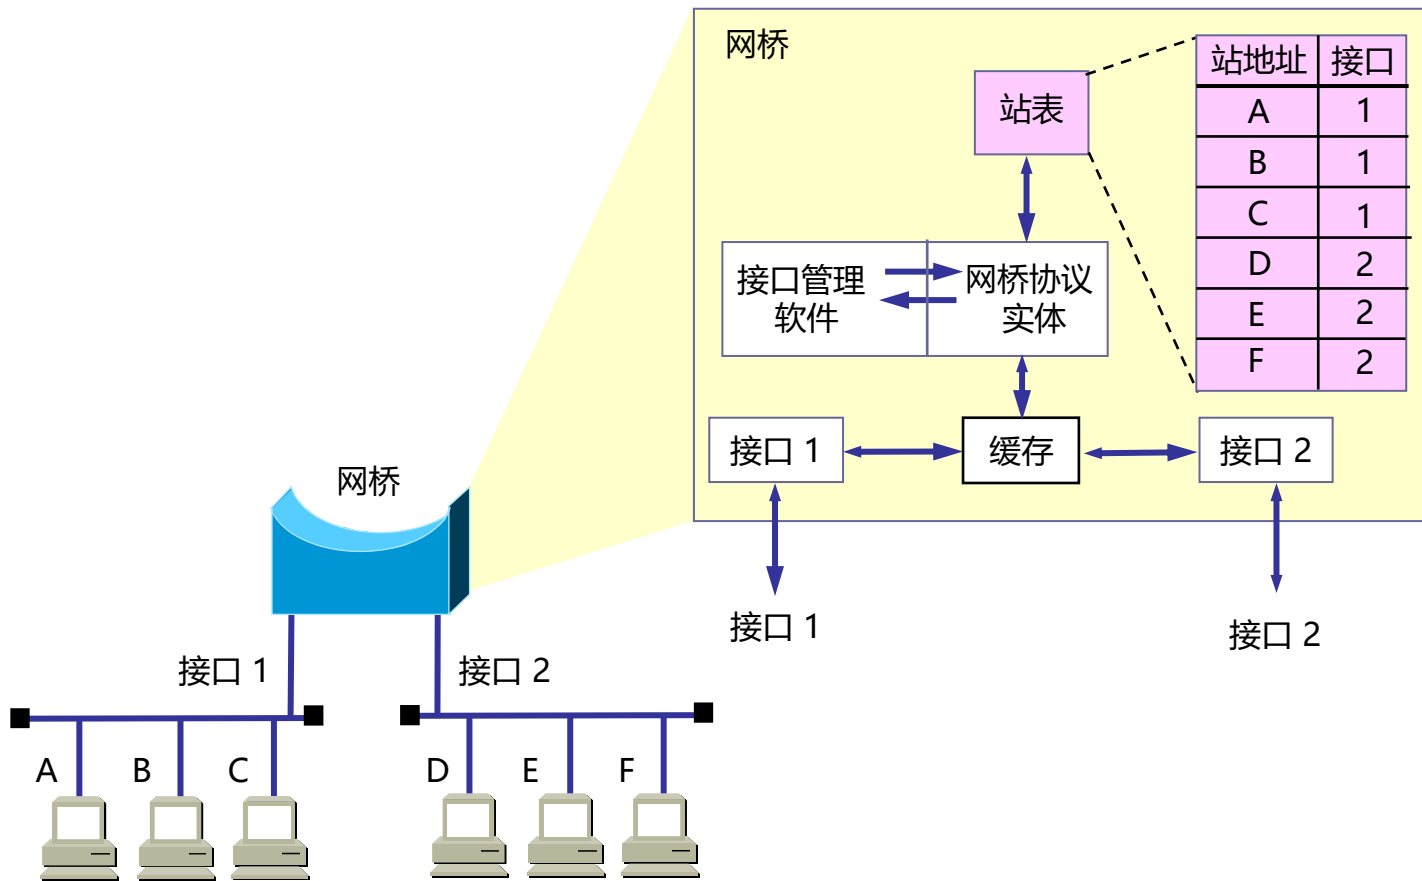 网桥
站表
站地址 接口
A 1
B 1
C 1
D 2
E 2
F 2
接口管理
软件
网桥协议
实体
接口 1
缓存
接口 2
接口 1
接口 2
网桥
接口 1
接口 2
A B C D E F